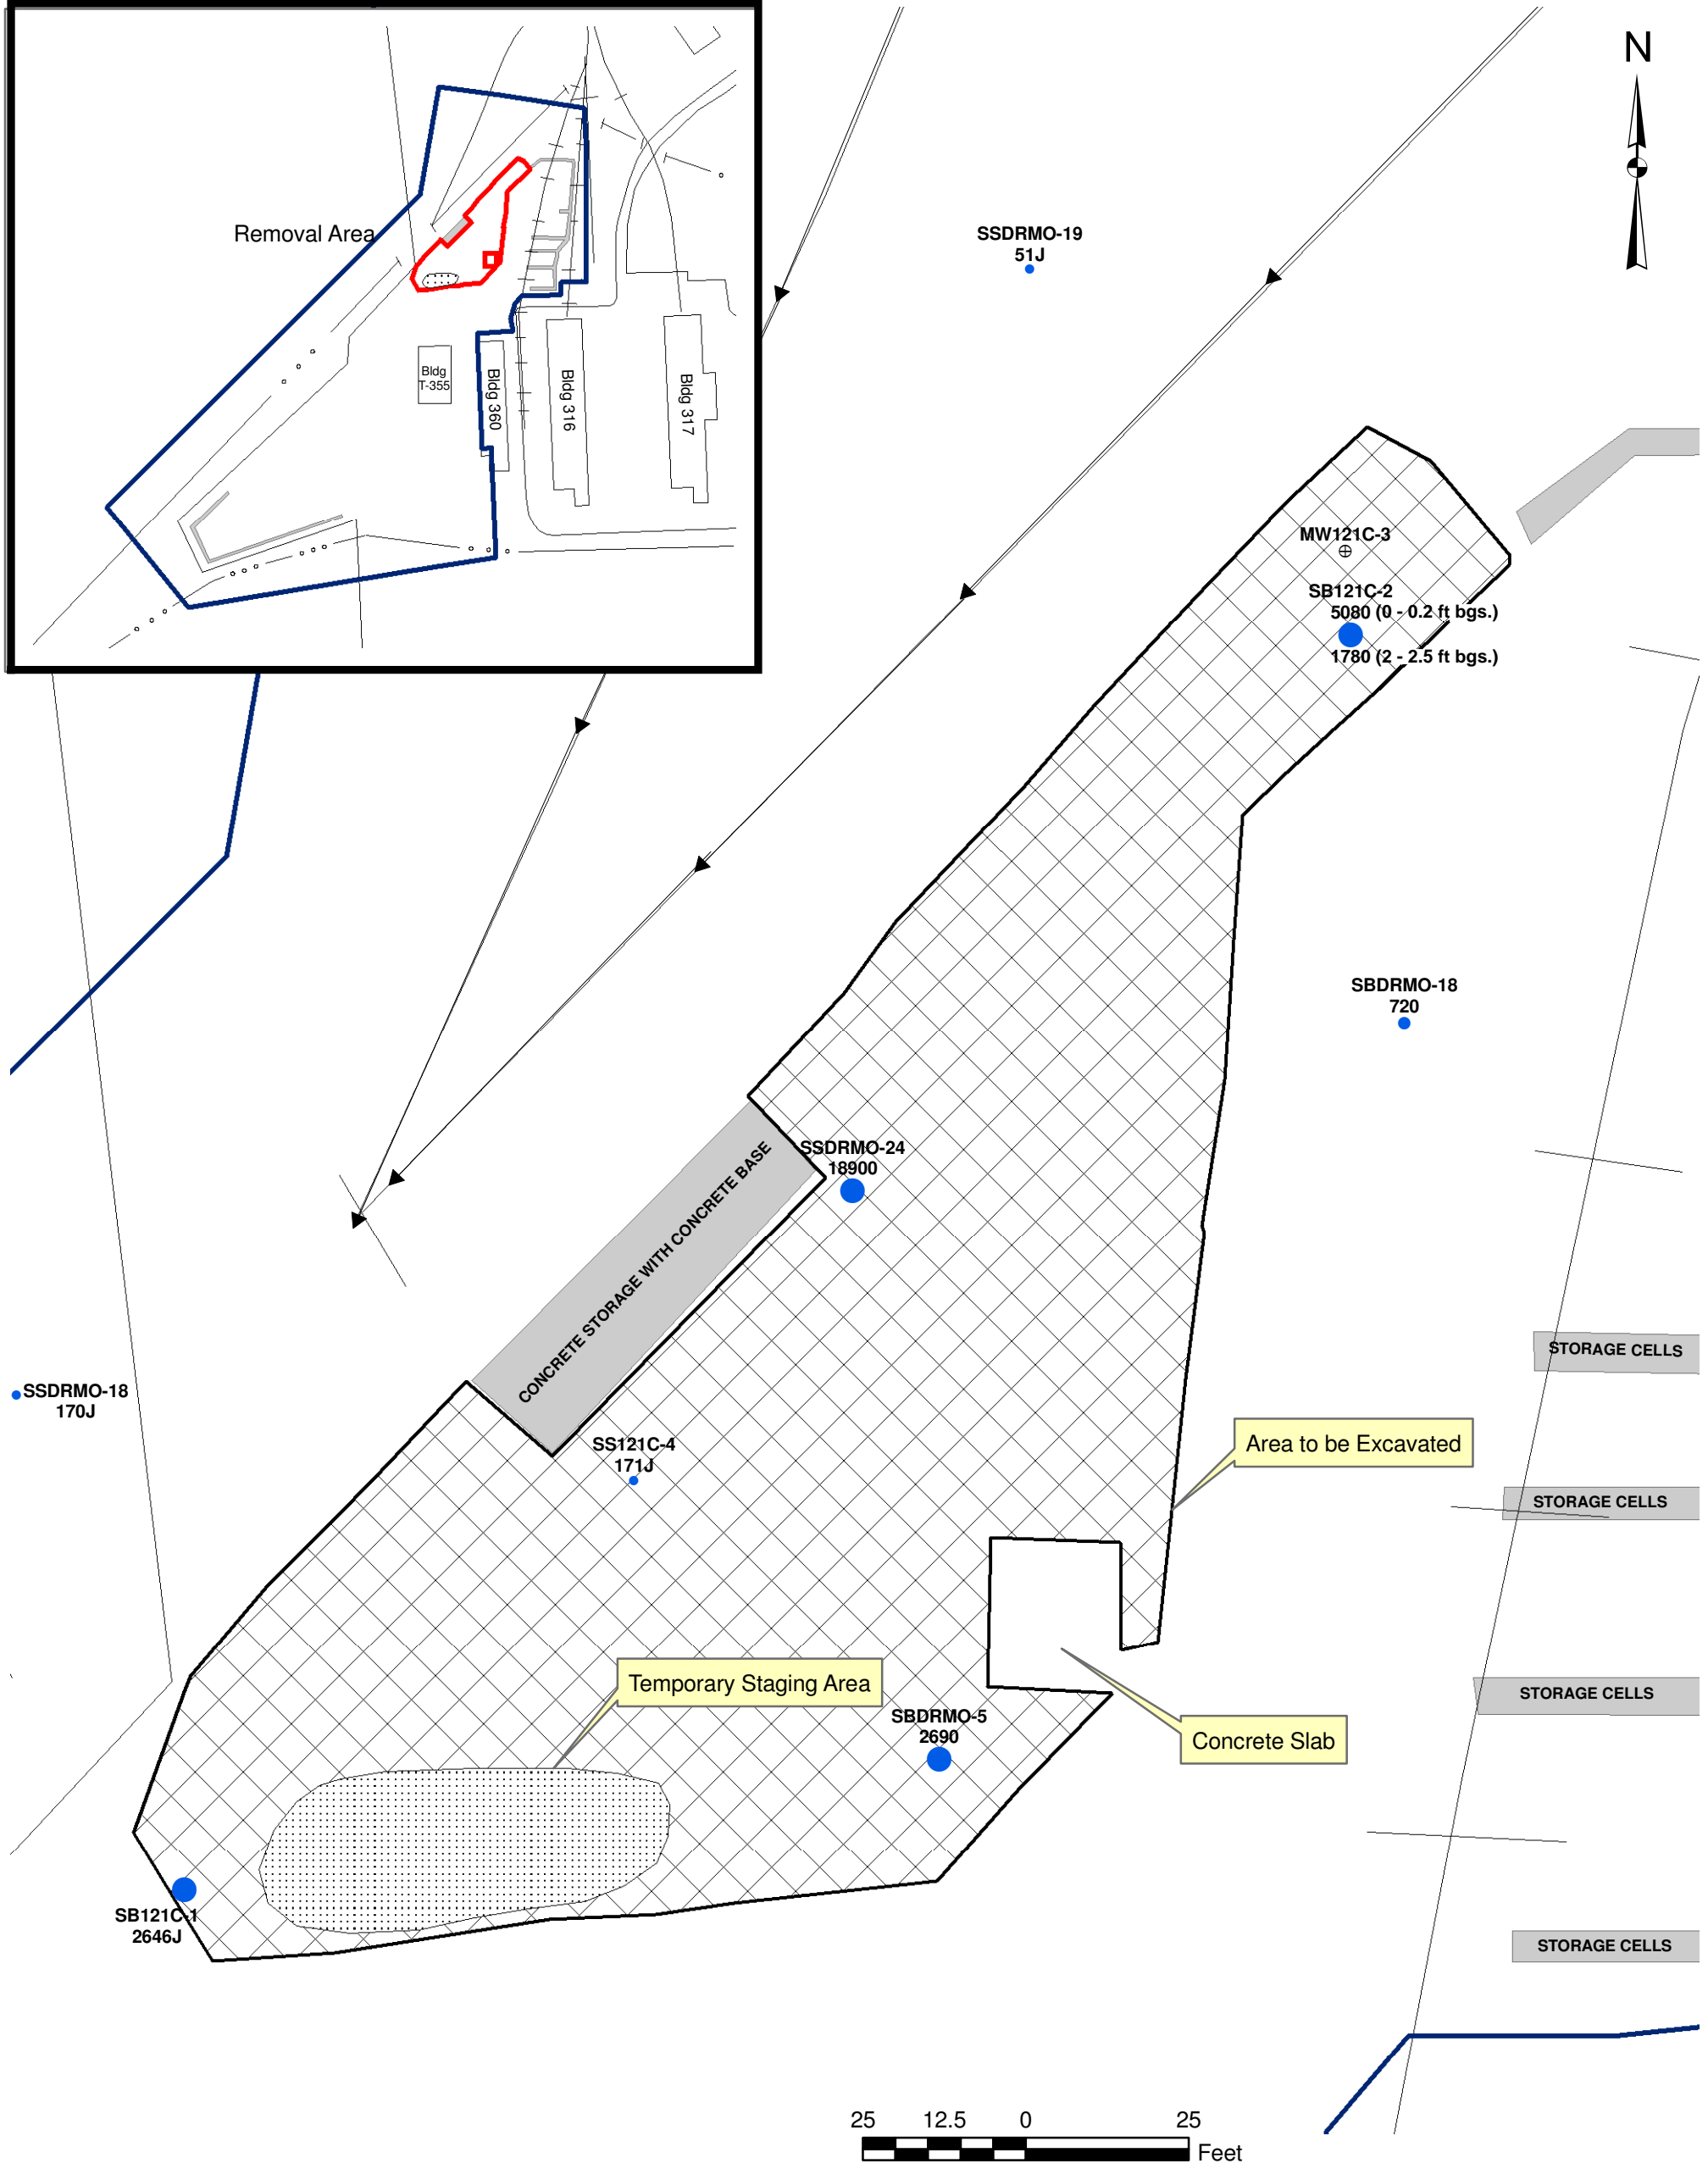 N
Removal Area
Bldg
T-355
Bldg 360
Bldg 316
Bldg 317
SSDRMO-19
51J
MW121C-3
SB121C-2
5080 (0 - 0.2 ft bgs.)
1780 (2 - 2.5 ft bgs.)
SBDRMO-18
720
SSDRMO-24
18900
CONCRETE STORAGE WITH CONCRETE BASE
STORAGE CELLS
SSDRMO-18
170J
SS121C-4
171J
Area to be Excavated
STORAGE CELLS
Temporary Staging Area
STORAGE CELLS
SBDRMO-5
2690
Concrete Slab
SB121C-1
2646J
STORAGE CELLS
25 12.5 0 25
Feet